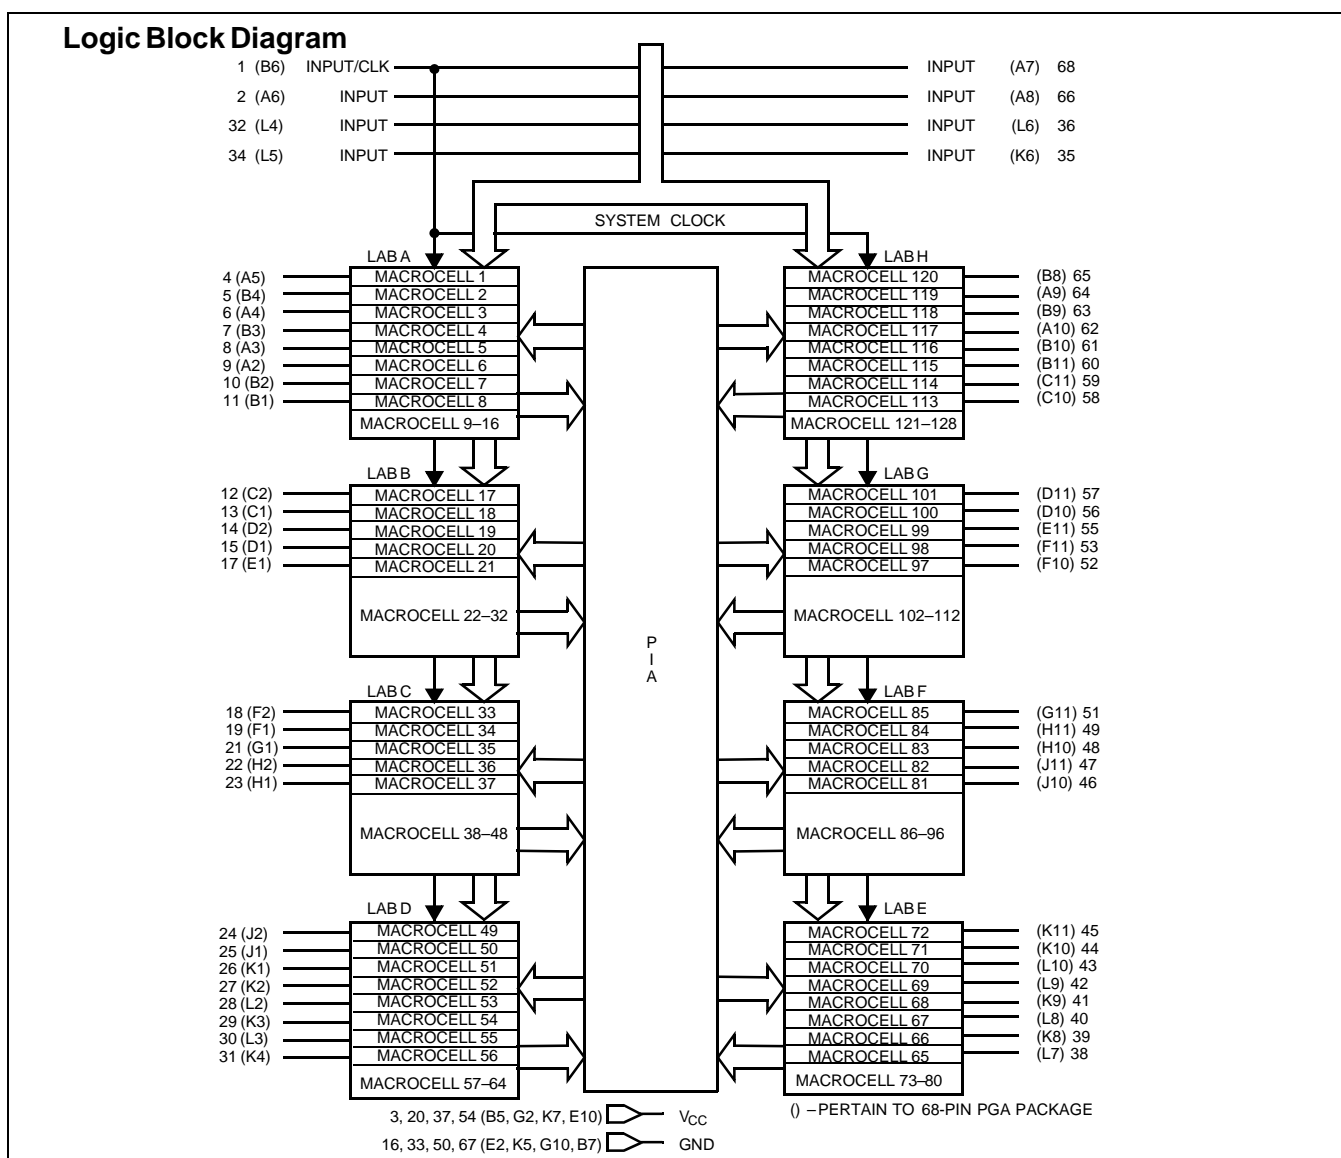 Logic Block Diagram
1 (B6) INPUT/CLK INPUT (A7) 68
2 (A6) INPUT INPUT (A8) 66
32 (L4) INPUT INPUT (L6) 36
34 (L5) INPUT INPUT (K6) 35
SYSTEM CLOCK
LAB A LAB H
4 (A5) MACROCELL 1 MACROCELL 120 (B8) 65
5 (B4) MACROCELL 2 MACROCELL 119 (A9) 64
6 (A4) MACROCELL 3 MACROCELL 118 (B9) 63
7 (B3) MACROCELL 4 MACROCELL 117 (A10) 62
8 (A3) MACROCELL 5 MACROCELL 116 (B10) 61
9 (A2) MACROCELL 6 MACROCELL 115 (B11) 60
10 (B2) MACROCELL 7 MACROCELL 114 (C11) 59
11 (B1) MACROCELL 8 MACROCELL 113 (C10) 58
MACROCELL 9–16 MACROCELL 121–128
LAB B LAB G
12 (C2) MACROCELL 17 MACROCELL 101 (D11) 57
13 (C1) MACROCELL 18 MACROCELL 100 (D10) 56
14 (D2) MACROCELL 19 MACROCELL 99 (E11) 55
15 (D1) MACROCELL 20 MACROCELL 98 (F11) 53
17 (E1) MACROCELL 21 MACROCELL 97 (F10) 52
MACROCELL 22–32 MACROCELL 102–112
P
I
A
LAB C LAB F
18 (F2) MACROCELL 33 MACROCELL 85 (G11) 51
19 (F1) MACROCELL 34 MACROCELL 84 (H11) 49
21 (G1) MACROCELL 35 MACROCELL 83 (H10) 48
22 (H2) MACROCELL 36 MACROCELL 82 (J11) 47
23 (H1) MACROCELL 37 MACROCELL 81 (J10) 46
MACROCELL 38–48 MACROCELL 86–96
LAB D LAB E
24 (J2) MACROCELL 49 MACROCELL 72 (K11) 45
25 (J1) MACROCELL 50 MACROCELL 71 (K10) 44
26 (K1) MACROCELL 51 MACROCELL 70 (L10) 43
27 (K2) MACROCELL 52 MACROCELL 69 (L9) 42
28 (L2) MACROCELL 53 MACROCELL 68 (K9) 41
29 (K3) MACROCELL 54 MACROCELL 67 (L8) 40
30 (L3) MACROCELL 55 MACROCELL 66 (K8) 39
31 (K4) MACROCELL 56 MACROCELL 65 (L7) 38
MACROCELL 57–64 MACROCELL 73–80
3, 20, 37, 54 (B5, G2, K7, E10) VCC () – PERTAIN TO 68-PIN PGA PACKAGE
16, 33, 50, 67 (E2, K5, G10, B7) GND